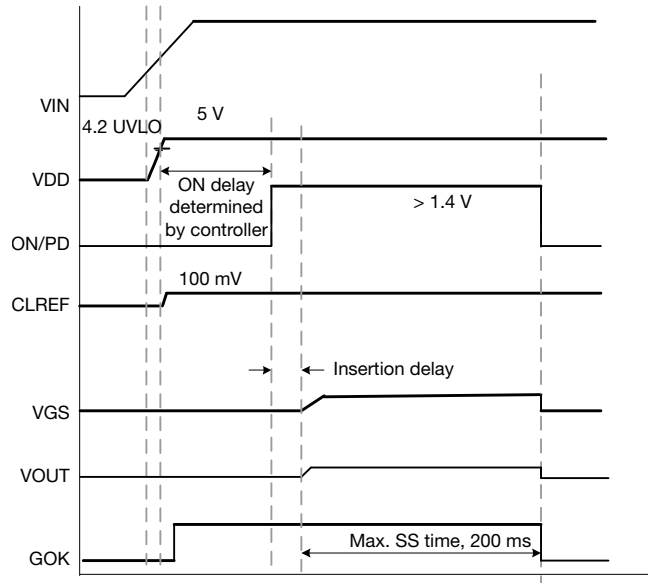 VIN
4.2 UVLO
5 V
VDD
ON delay
determined
by controller
> 1.4 V
ON/PD
CLREF
100 mV
Insertion delay
VGS
VOUT
Max. SS time, 200 ms
GOK